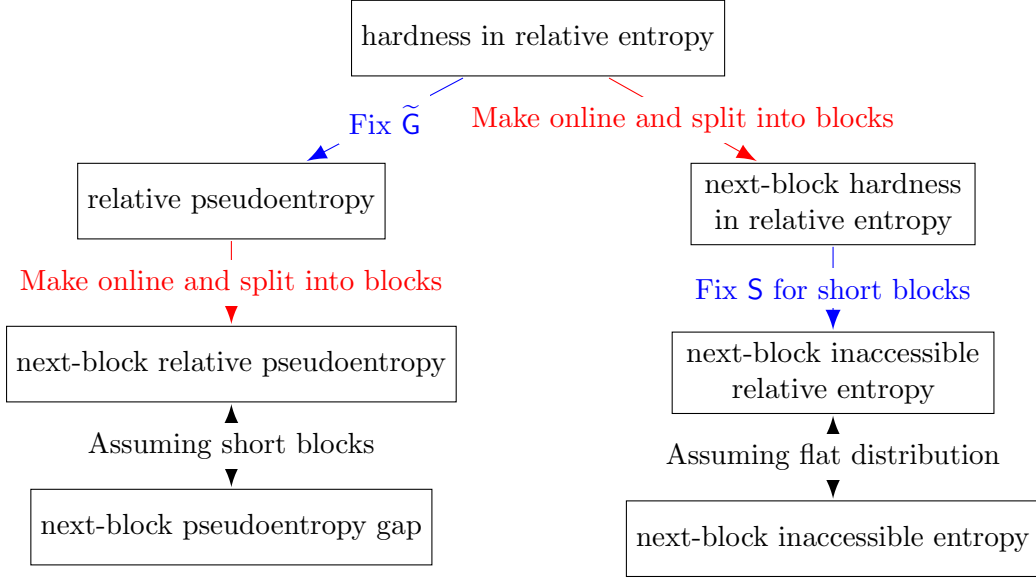 hardness in relative entropy
Fix G̃
Make online and split into blocks
relative pseudoentropy
next-block hardness
in relative entropy
Make online and split into blocks
Fix S for short blocks
next-block relative pseudoentropy
next-block inaccessible
relative entropy
Assuming short blocks
Assuming flat distribution
next-block pseudoentropy gap
next-block inaccessible entropy